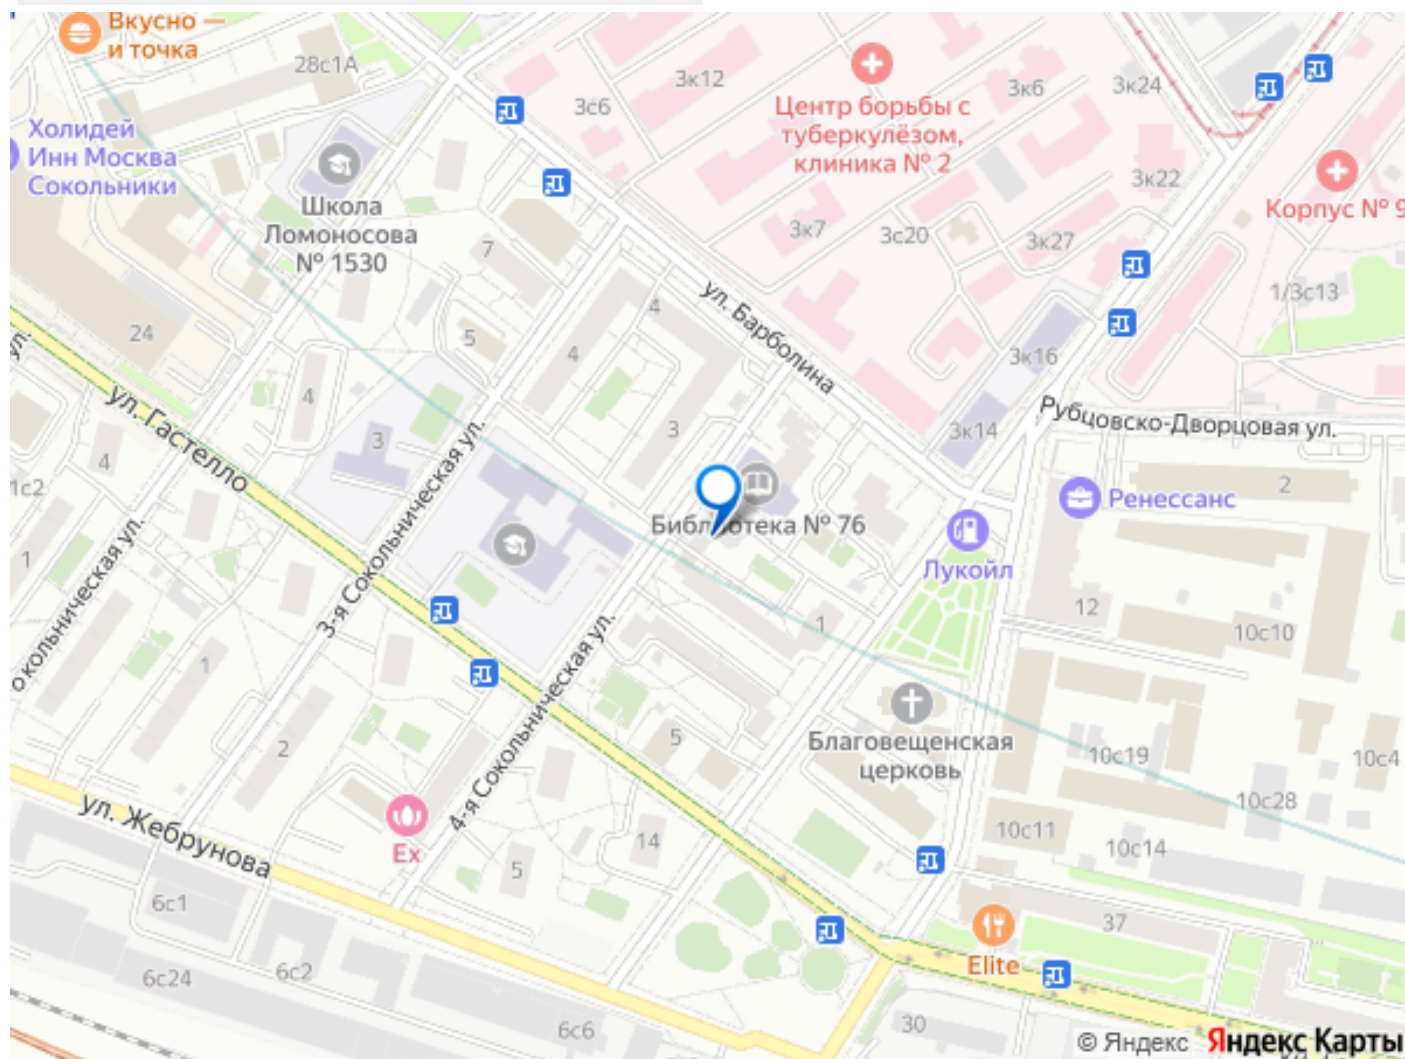 Вкусно —
и точка
28с1А
3с6
3к12
3к6
3к24
Центр борьбы с
туберкулёзом,
клиника № 2
Холидей
Инн Москва
Сокольники
Школа
Ломоносова
№ 1530
3к22
Корпус № 9
7
3к7
3с20
3к27
1/3с13
24
4
5
4
ул. Барболина
3к16
ул.
ул. Гастелло
4
3
3
3к14
Рубцовско-Дворцовая ул.
4
1с2
2
Ренессанс
Библиотека № 76
3-я Сокольническая ул.
окольническая ул.
1
Лукойл
12
10с10
1
1
4-я Сокольническая ул.
2
5
Благовещенская
церковь
10с19
10с4
10с28
ул. Жебрунова
Ex
14
5
10с11
10с14
6с1
37
Elite
6с24
6с2
6с6
30
© Яндекс Яндекс Карты